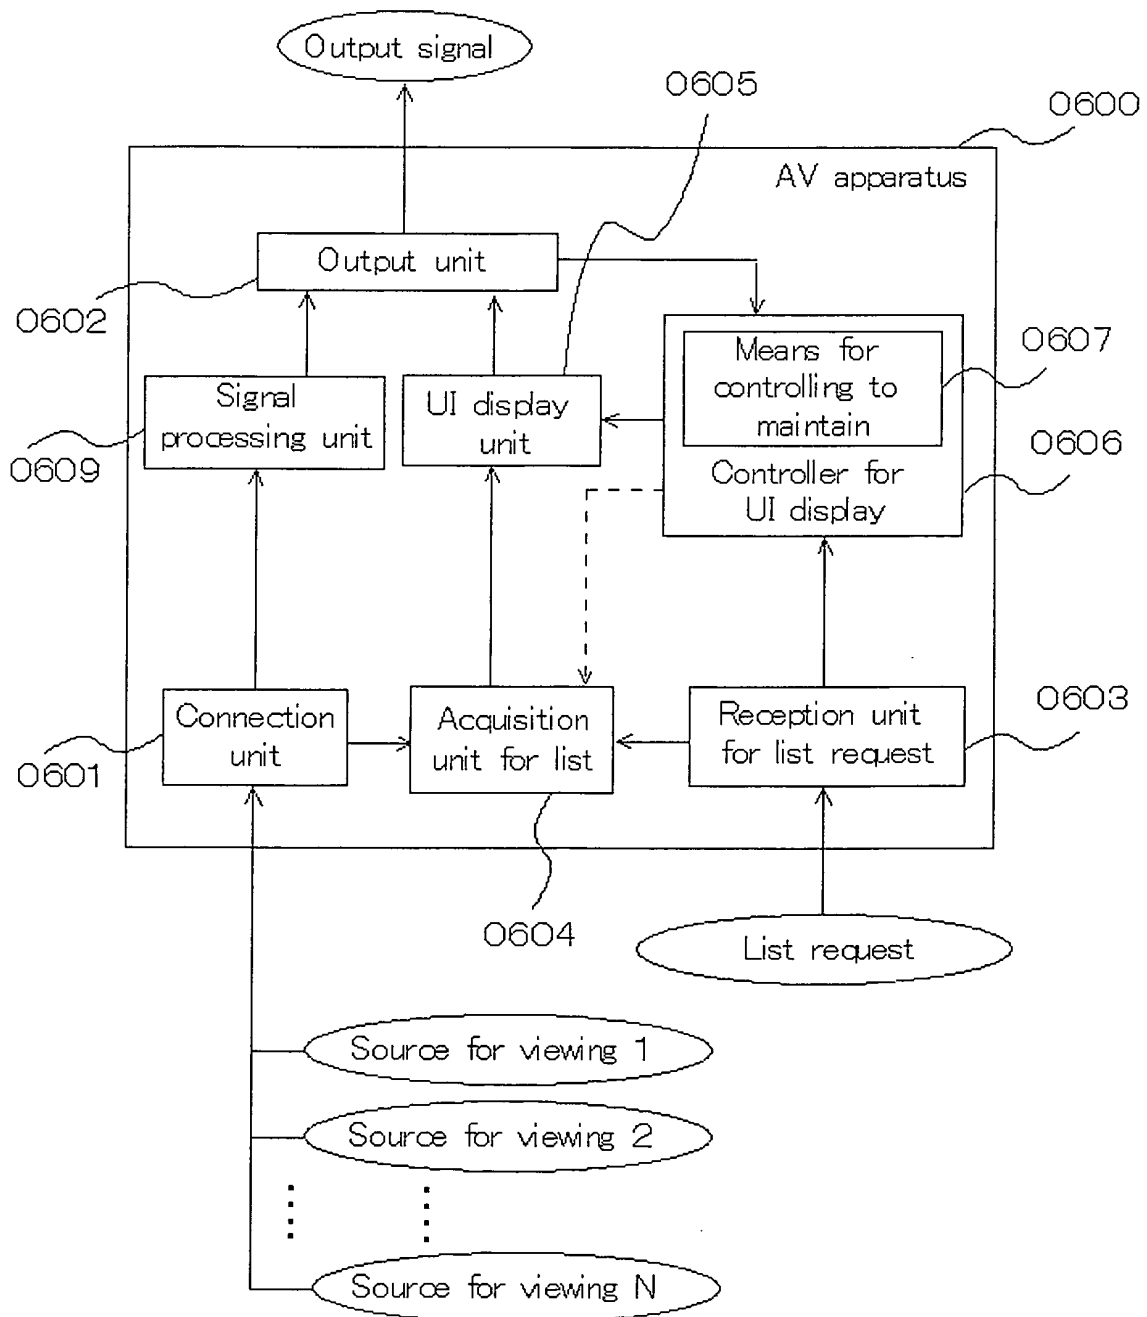 Output signal
0605
0600
AV apparatus
Output unit
0602
Means for
controlling to
maintain
0607
Signal
processing unit
UI display
unit
0609
Controller for
UI display
0606
Connection
unit
Acquisition
unit for list
Reception unit
for list request
0603
0601
0604
List request
Source for viewing 1
Source for viewing 2
Source for viewing N